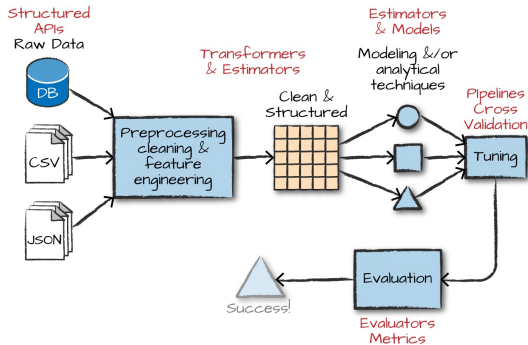 Structured
APIs
Raw Data
DB
CSV
JSON
Preprocessing
cleaning &
feature
engineering
Transformers
& Estimators
Clean &
Structured
Estimators
& Models
Modeling &/or
analytical
techniques
Pipelines
Cross
Validation
Tuning
Evaluation
Evaluators
Metrics
Success!